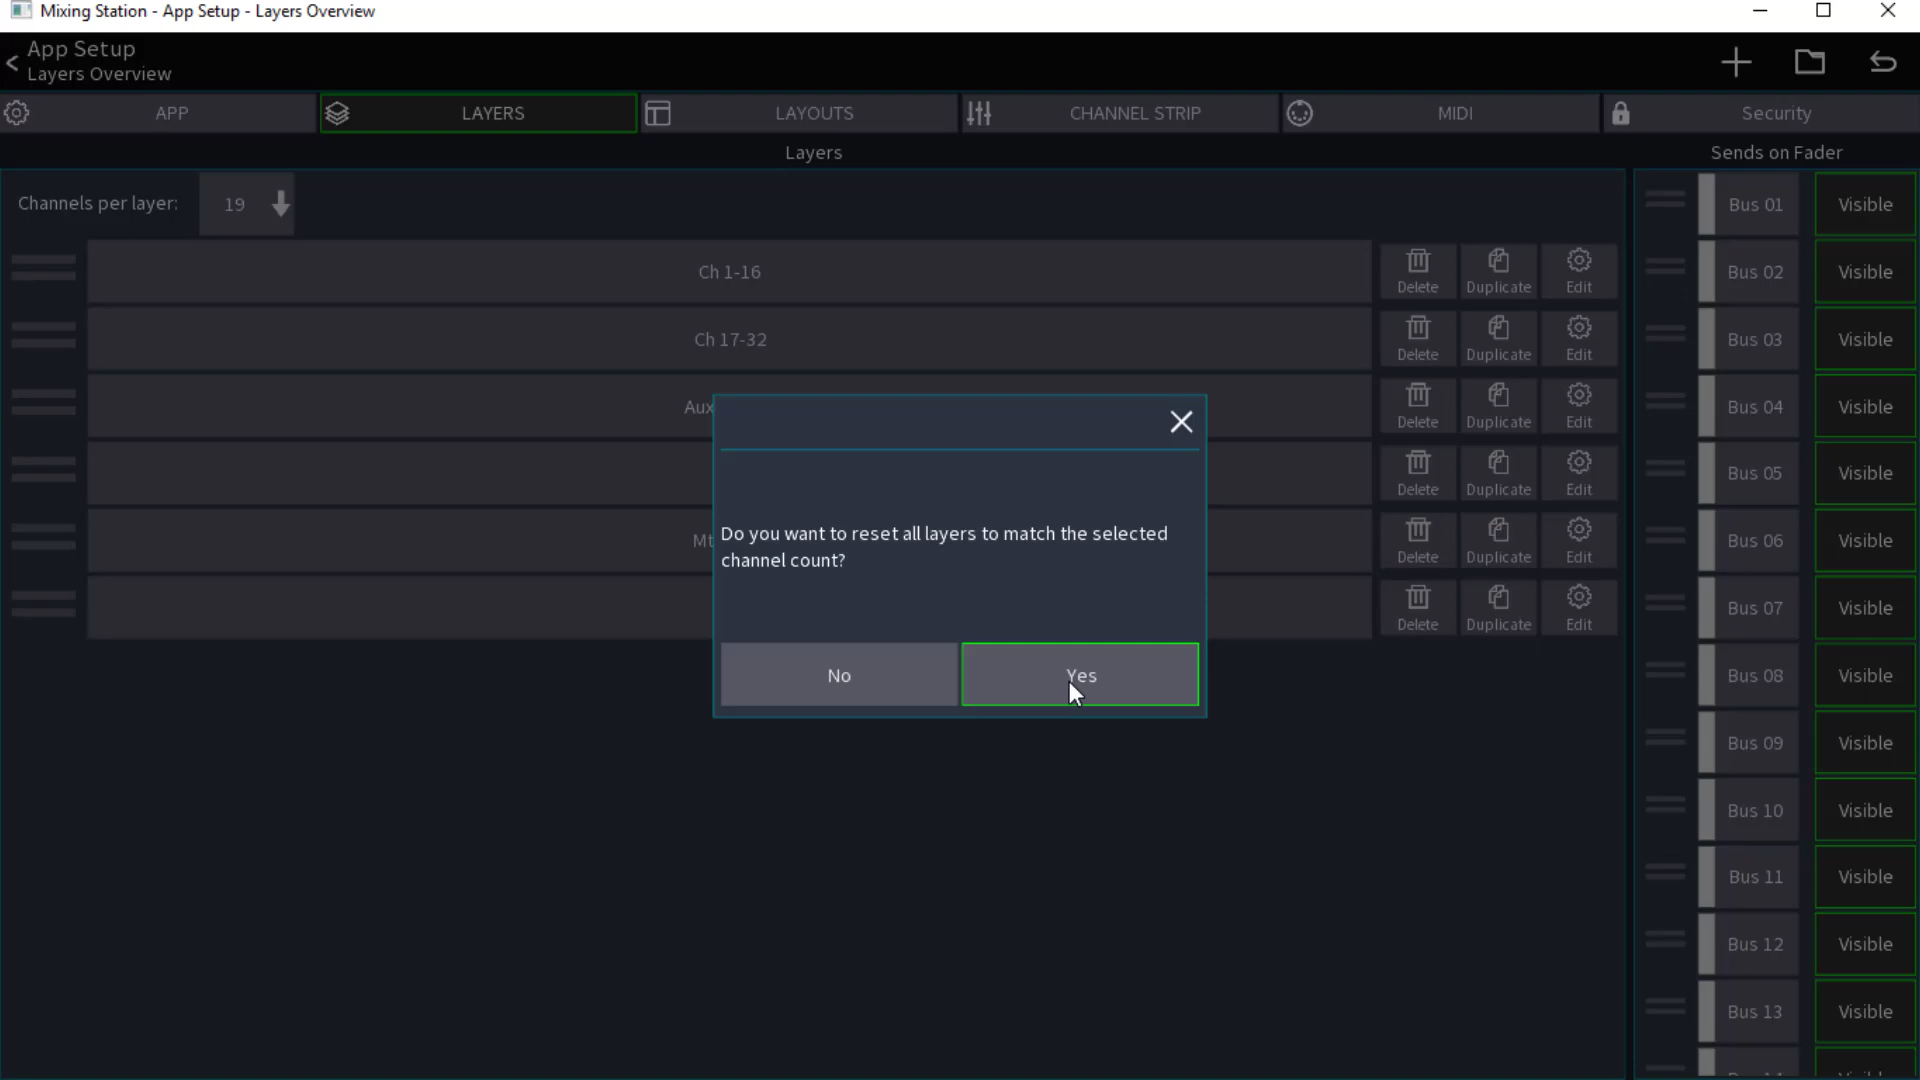 Mixing Station - App Setup - Layers Overview
App Setup
Layers Overview
APP
LAYERS
LAYOUTS
CHANNEL STRIP
MIDI
Security
Layers
Sends on Fader
Channels per layer:
19
Ch 1-16
Delete
Duplicate
Edit
Ch 17-32
Delete
Duplicate
Edit
Aux
Delete
Duplicate
Edit
Delete
Duplicate
Edit
Mt
Delete
Duplicate
Edit
Delete
Duplicate
Edit
Do you want to reset all layers to match the selected
channel count?
No
Yes
Bus 01
Visible
Bus 02
Visible
Bus 03
Visible
Bus 04
Visible
Bus 05
Visible
Bus 06
Visible
Bus 07
Visible
Bus 08
Visible
Bus 09
Visible
Bus 10
Visible
Bus 11
Visible
Bus 12
Visible
Bus 13
Visible